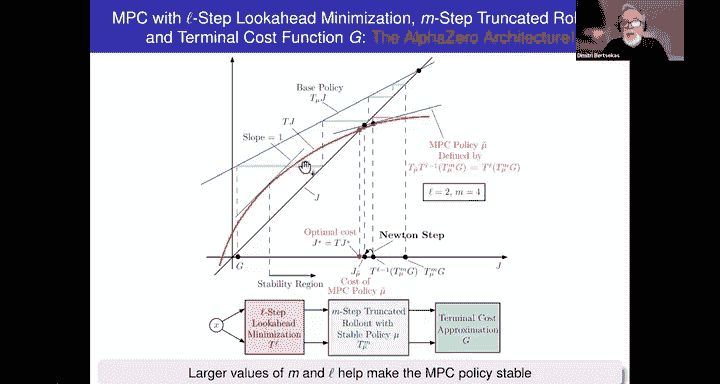 MPC with ℓ-Step Lookahead Minimization, m-Step Truncated Rol
and Terminal Cost Function G: The AlphaZero Architecture!
Dimitri Bertsekas
Base Policy
T_μ J
T J
Slope = 1
J
MPC Policy μ̃
Defined by
T_μ̃ T^{ℓ−1}(T_μ^m G) = T^ℓ(T_μ^m G)
ℓ = 2, m = 4
Optimal cost
J* = TJ*
Newton Step
G
J_μ̃
T^{ℓ−1}(T_μ^m G)
T_μ^m G
J
Stability Region
Cost of
MPC Policy μ̃
x
ℓ-Step
Lookahead
Minimization
T^ℓ
m-Step Truncated
Rollout with
Stable Policy μ
T_μ^m
Terminal Cost
Approximation
G
Larger values of m and ℓ help make the MPC policy stable